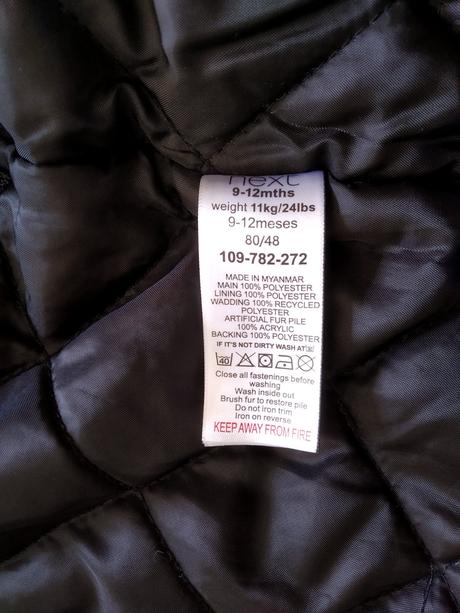 next
9-12mths
weight 11kg/24lbs
9-12meses
80/48
109-782-272
MADE IN MYANMAR
MAIN 100% POLYESTER
LINING 100% POLYESTER
WADDING 100% RECYCLED
POLYESTER
ARTIFICIAL FUR PILE
100% ACRYLIC
BACKING 100% POLYESTER
IF IT'S NOT DIRTY WASH AT
40
Close all fastenings before
washing
Wash inside out
Brush fur to restore pile
Do not iron trim
Iron on reverse
KEEP AWAY FROM FIRE